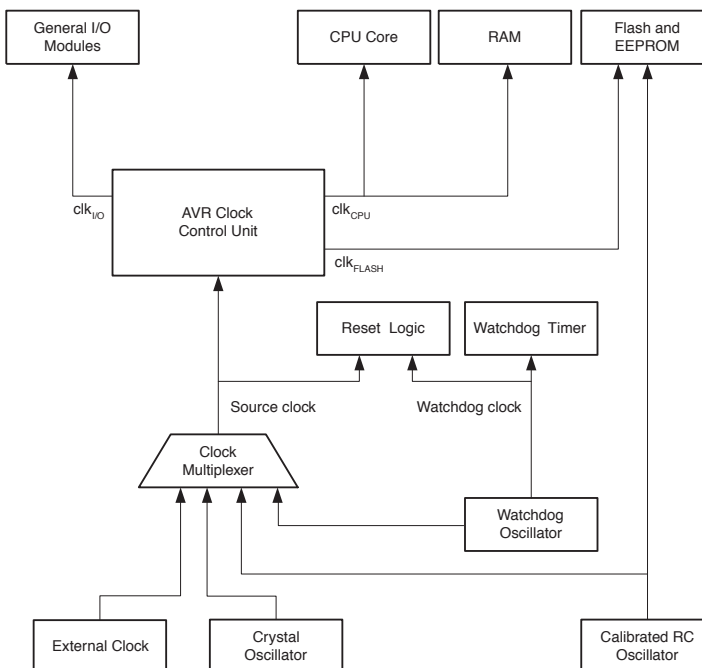 General I/O
Modules
CPU Core
RAM
Flash and
EEPROM
AVR Clock
Control Unit
clkI/O
clkCPU
clkFLASH
Reset Logic
Watchdog Timer
Source clock
Watchdog clock
Clock
Multiplexer
Watchdog
Oscillator
External Clock
Crystal
Oscillator
Calibrated RC
Oscillator